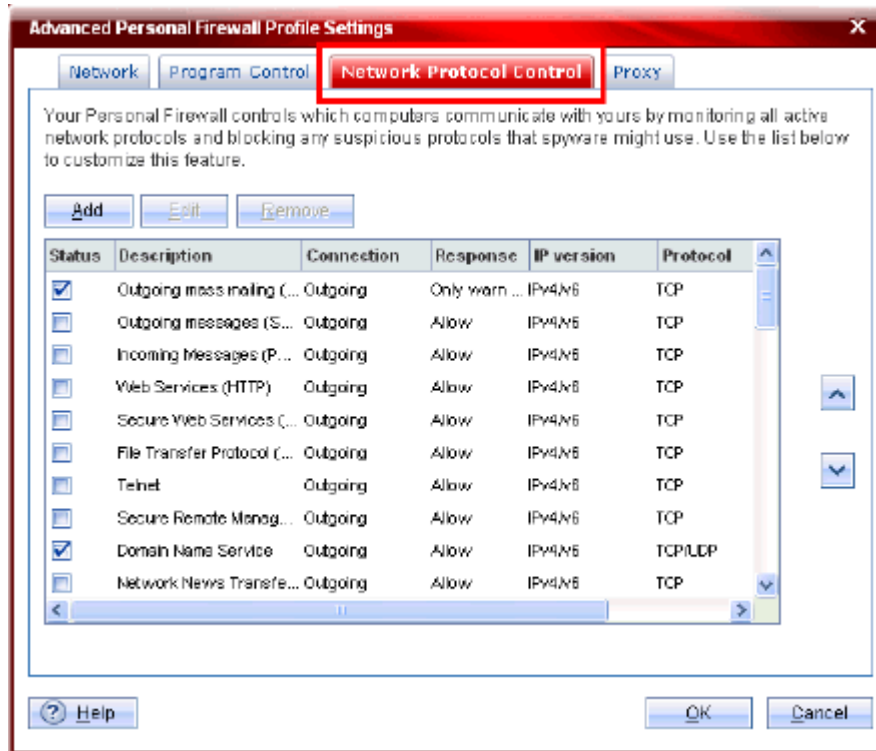 Advanced Personal Firewall Profile Settings
Network Program Control Network Protocol Control Proxy
Your Personal Firewall controls which computers communicate with yours by monitoring all active
network protocols and blocking any suspicious protocols that spyware might use. Use the list below
to customize this feature.
Add Edit Remove
Status Description Connection Response IP version Protocol
Outgoing mass mailing (... Outgoing Only warn ... IPv4/v6 TCP
Outgoing messages (S... Outgoing Allow IPv4/v6 TCP
Incoming Messages (P... Outgoing Allow IPv4/v6 TCP
Web Services (HTTP) Outgoing Allow IPv4/v6 TCP
Secure Web Services (... Outgoing Allow IPv4/v6 TCP
File Transfer Protocol (... Outgoing Allow IPv4/v6 TCP
Telnet Outgoing Allow IPv4/v6 TCP
Secure Remote Manag... Outgoing Allow IPv4/v6 TCP
Domain Name Service Outgoing Allow IPv4/v6 TCP/UDP
Network News Transfe... Outgoing Allow IPv4/v6 TCP
Help OK Cancel